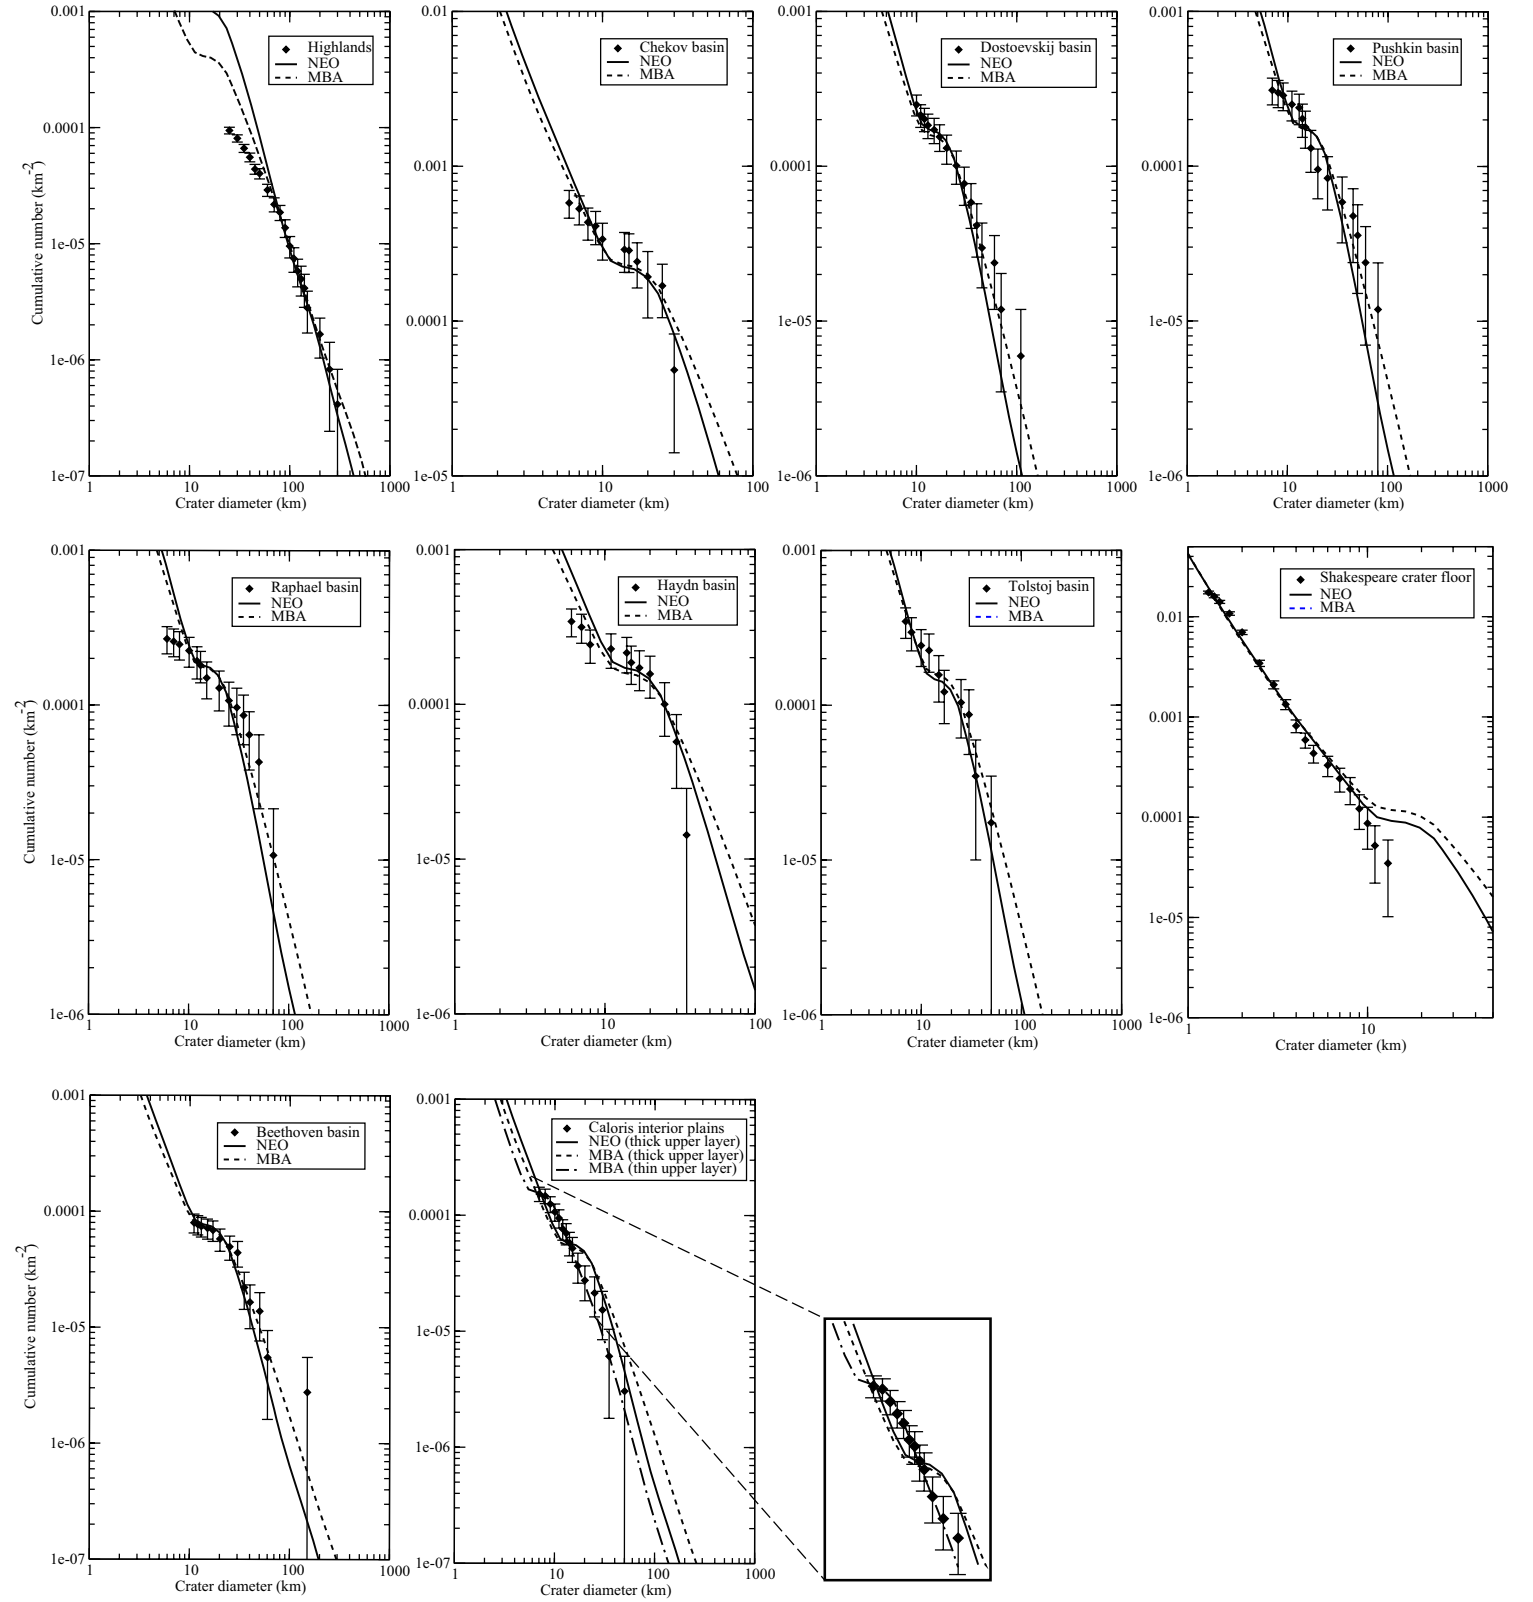 0.001
0.0001
1e-05
1e-06
1e-07
1 10 100 1000
Crater diameter (km)
Cumulative number (km-2)
Highlands
NEO
MBA
0.01
0.001
0.0001
1e-05
1 10 100
Crater diameter (km)
Chekov basin
NEO
MBA
0.001
0.0001
1e-05
1e-06
1 10 100 1000
Crater diameter (km)
Dostoevskij basin
NEO
MBA
0.001
0.0001
1e-05
1e-06
1 10 100 1000
Crater diameter (km)
Pushkin basin
NEO
MBA
0.001
0.0001
1e-05
1e-06
1 10 100 1000
Crater diameter (km)
Cumulative number (km-2)
Raphael basin
NEO
MBA
0.001
0.0001
1e-05
1e-06
1 10 100
Crater diameter (km)
Haydn basin
NEO
MBA
0.001
0.0001
1e-05
1e-06
1 10 100 1000
Crater diameter (km)
Tolstoj basin
NEO
MBA
0.01
0.001
0.0001
1e-05
1e-06
1 10
Crater diameter (km)
Shakespeare crater floor
NEO
MBA
0.001
0.0001
1e-05
1e-06
1e-07
1 10 100 1000
Crater diameter (km)
Cumulative number (km-2)
Beethoven basin
NEO
MBA
0.001
0.0001
1e-05
1e-06
1e-07
1 10 100 1000
Crater diameter (km)
Caloris interior plains
NEO (thick upper layer)
MBA (thick upper layer)
MBA (thin upper layer)